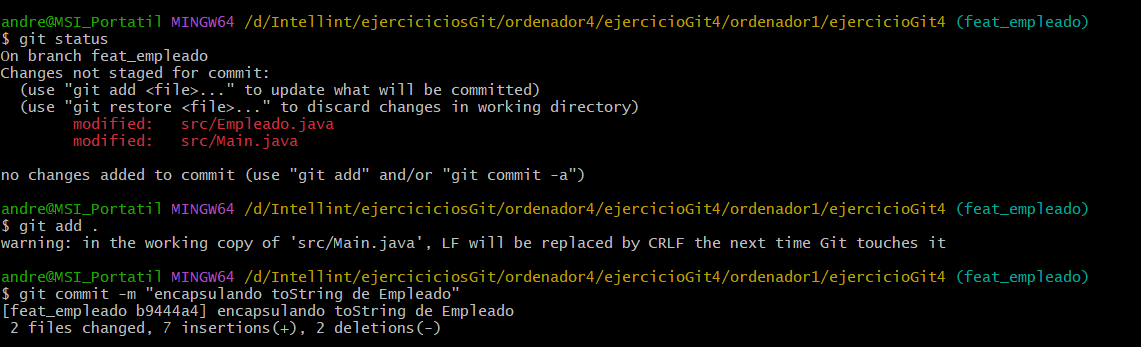 andre@MSI_Portatil MINGW64 /d/Intellint/ejerciciciosGit/ordenador4/ejercicioGit4/ordenador1/ejercicioGit4 (feat_empleado)
$ git status
On branch feat_empleado
Changes not staged for commit:
  (use "git add <file>..." to update what will be committed)
  (use "git restore <file>..." to discard changes in working directory)
        modified:   src/Empleado.java
        modified:   src/Main.java

no changes added to commit (use "git add" and/or "git commit -a")

andre@MSI_Portatil MINGW64 /d/Intellint/ejerciciciosGit/ordenador4/ejercicioGit4/ordenador1/ejercicioGit4 (feat_empleado)
$ git add .
warning: in the working copy of 'src/Main.java', LF will be replaced by CRLF the next time Git touches it

andre@MSI_Portatil MINGW64 /d/Intellint/ejerciciciosGit/ordenador4/ejercicioGit4/ordenador1/ejercicioGit4 (feat_empleado)
$ git commit -m "encapsulando toString de Empleado"
[feat_empleado b9444a4] encapsulando toString de Empleado
 2 files changed, 7 insertions(+), 2 deletions(-)